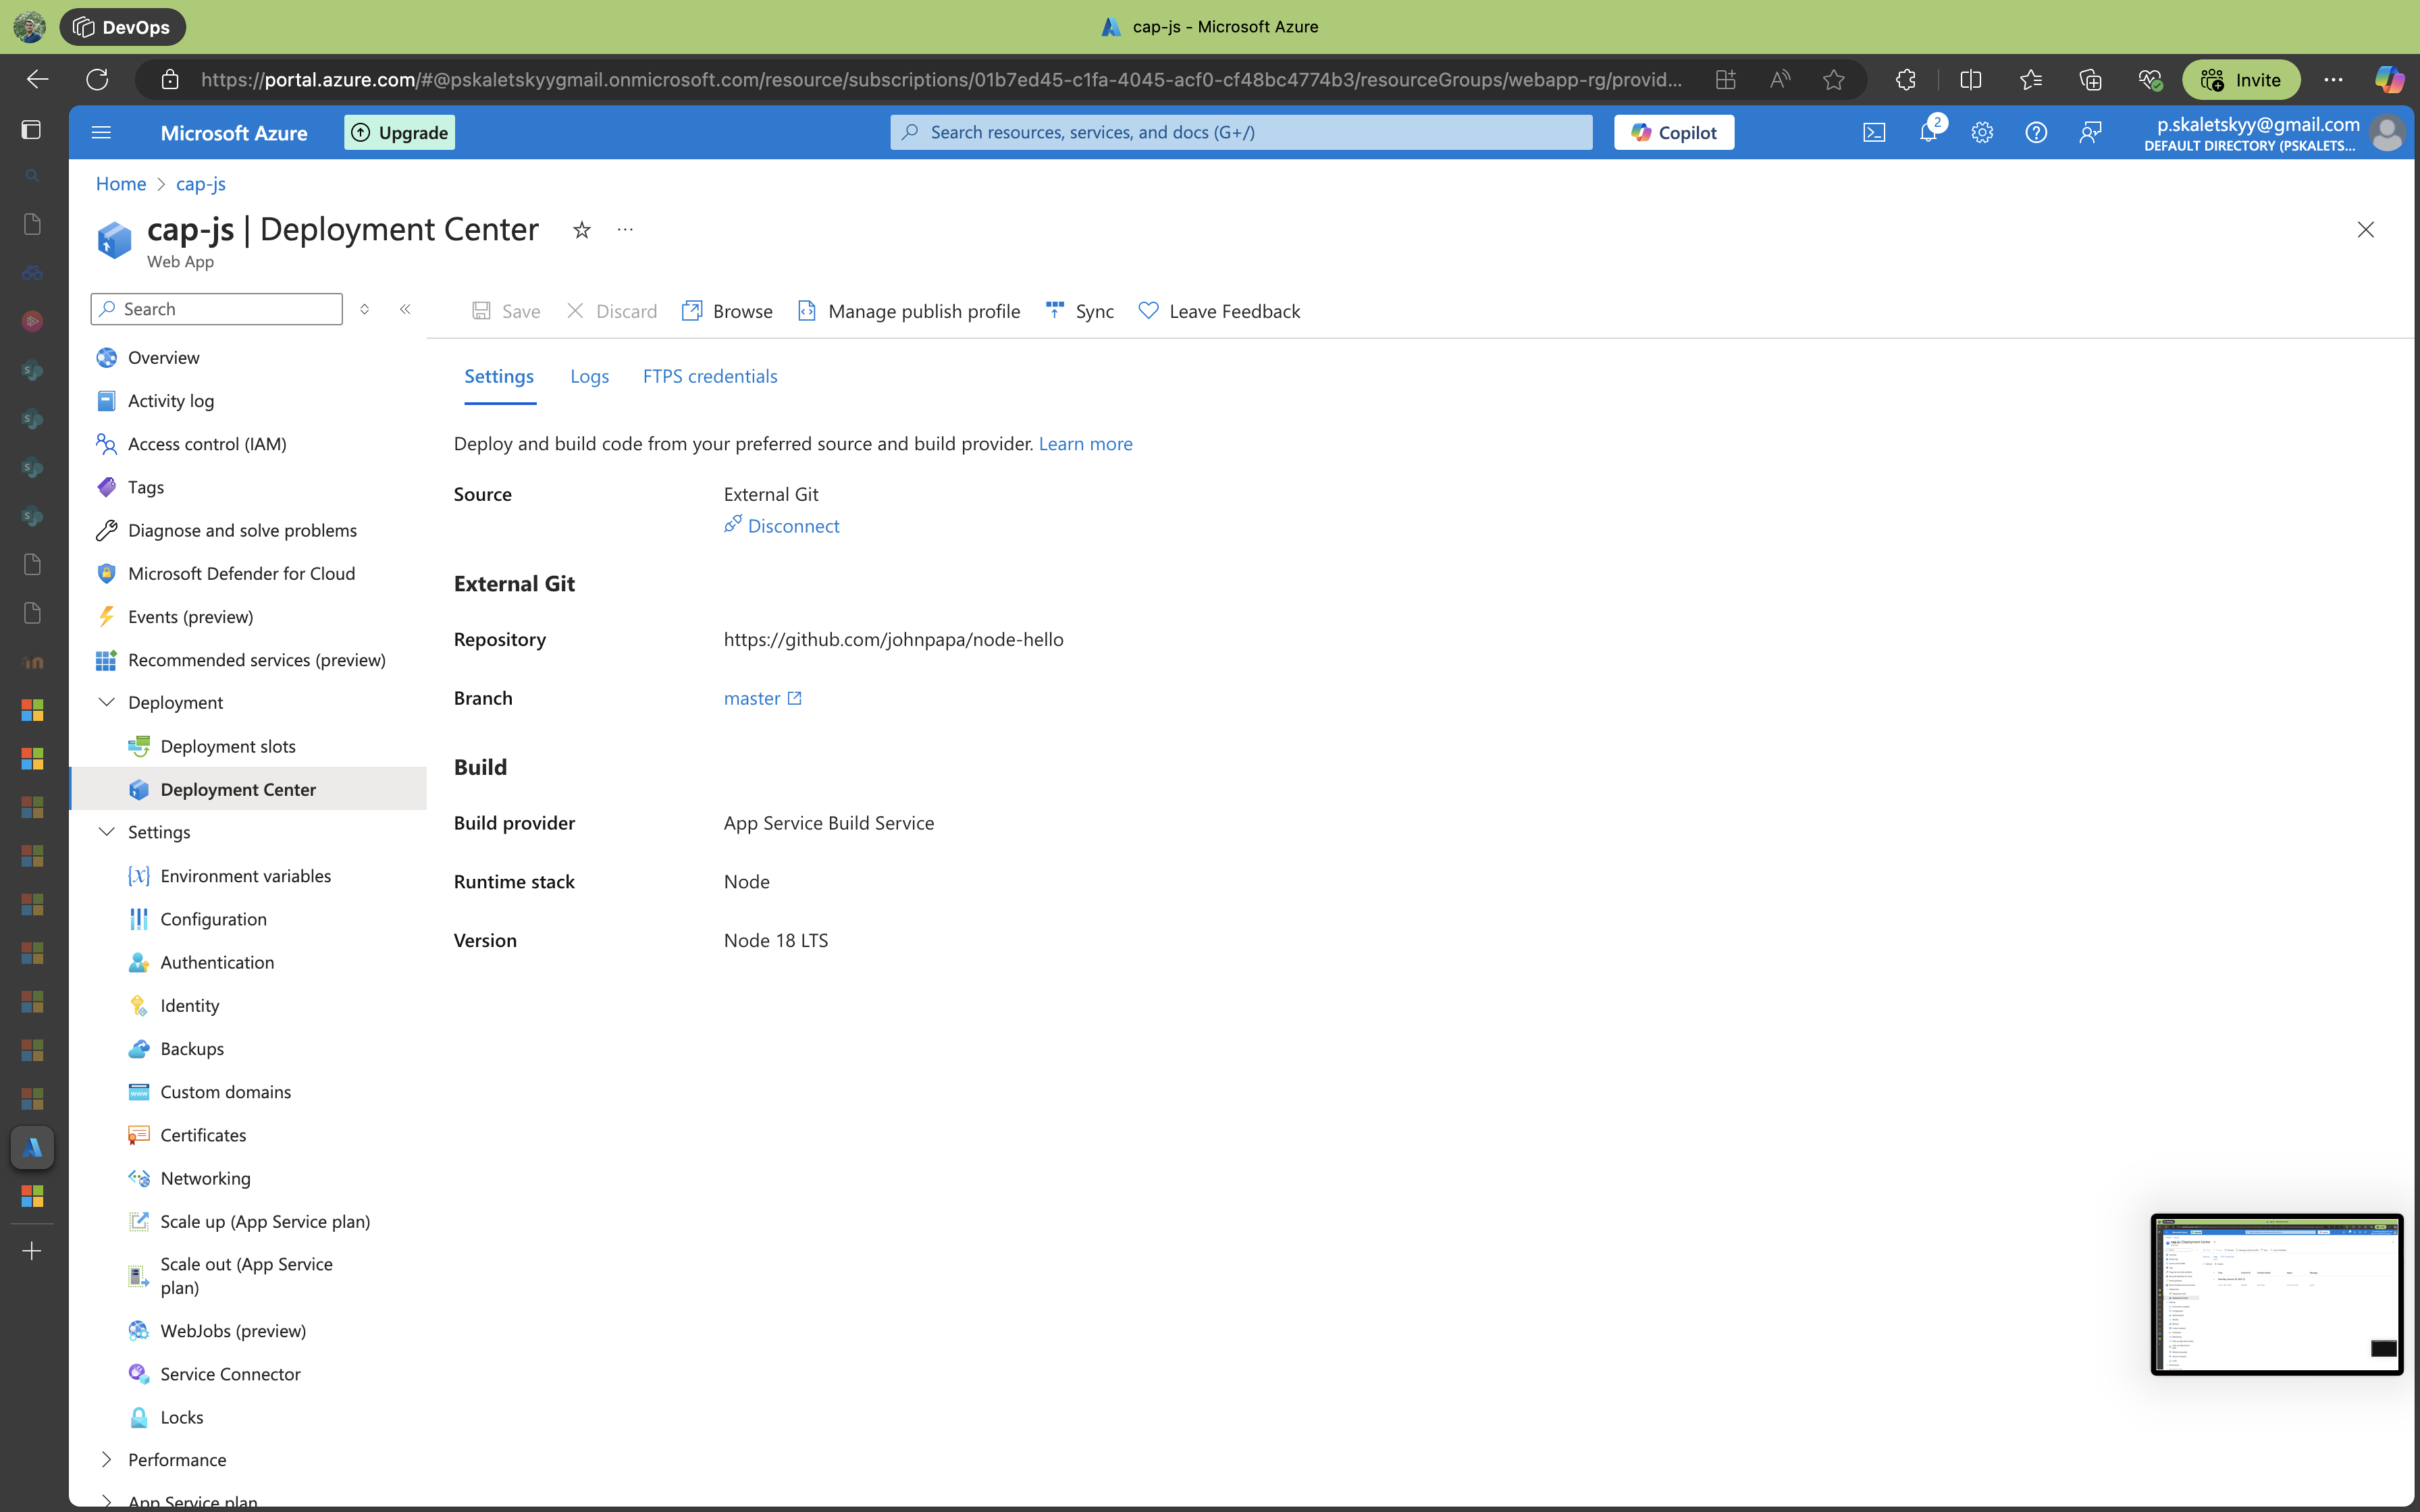 DevOps
cap-js - Microsoft Azure
https://portal.azure.com/#@pskaletskyygmail.onmicrosoft.com/resource/subscriptions/01b7ed45-c1fa-4045-acf0-cf48bc4774b3/resourceGroups/webapp-rg/provid...
Invite
Microsoft Azure
Upgrade
Search resources, services, and docs (G+/)
Copilot
2
p.skaletskyy@gmail.com
DEFAULT DIRECTORY (PSKALETS...
Home > cap-js
cap-js | Deployment Center
Web App
Search
Save
Discard
Browse
Manage publish profile
Sync
Leave Feedback
Overview
Activity log
Access control (IAM)
Tags
Diagnose and solve problems
Microsoft Defender for Cloud
Events (preview)
Recommended services (preview)
Deployment
Deployment slots
Deployment Center
Settings
Environment variables
Configuration
Authentication
Identity
Backups
Custom domains
Certificates
Networking
Scale up (App Service plan)
Scale out (App Service
plan)
WebJobs (preview)
Service Connector
Locks
Performance
App Service plan
Settings
Logs
FTPS credentials
Deploy and build code from your preferred source and build provider. Learn more
Source
External Git
Disconnect
External Git
Repository
https://github.com/johnpapa/node-hello
Branch
master
Build
Build provider
App Service Build Service
Runtime stack
Node
Version
Node 18 LTS